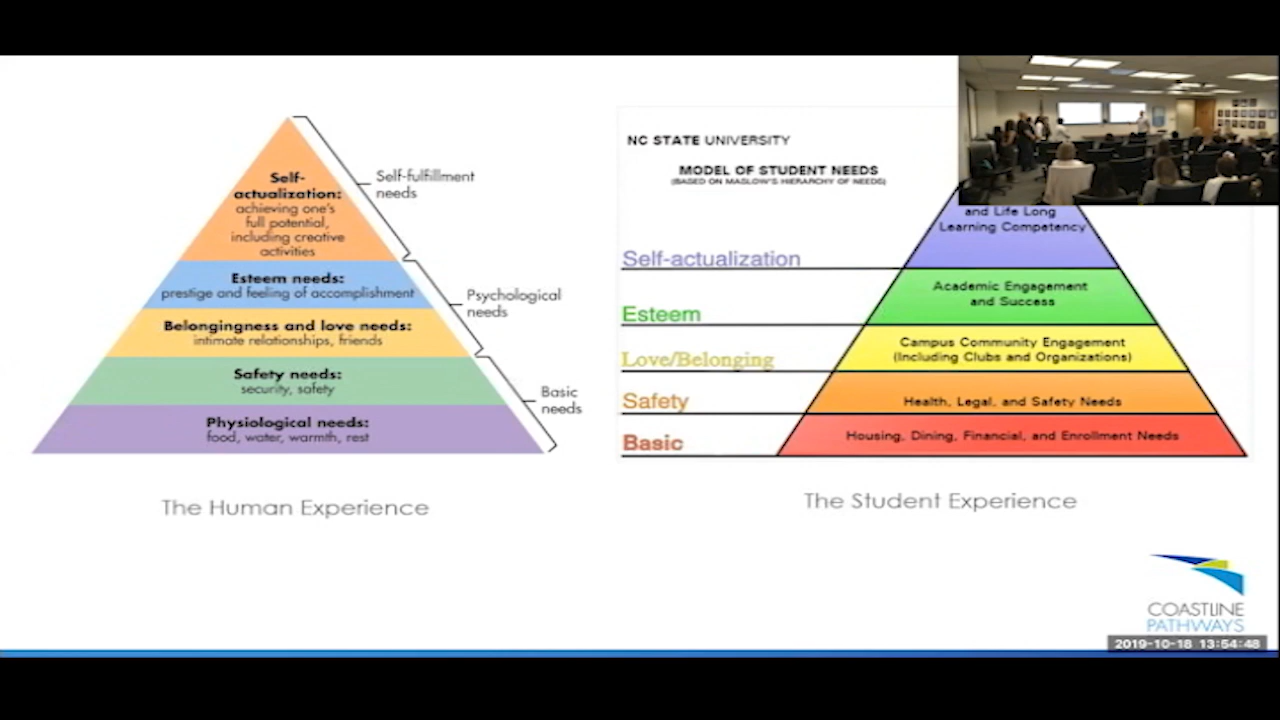 Self-
actualization:
achieving one's
full potential,
including creative
activities
Esteem needs:
prestige and feeling of accomplishment
Belongingness and love needs:
intimate relationships, friends
Safety needs:
security, safety
Physiological needs:
food, water, warmth, rest
Self-fulfillment
needs
Psychological
needs
Basic
needs
The Human Experience
NC STATE UNIVERSITY
MODEL OF STUDENT NEEDS
(BASED ON MASLOW'S HIERARCHY OF NEEDS)
and Life Long
Learning Competency
Self-actualization
Academic Engagement
and Success
Esteem
Campus Community Engagement
(Including Clubs and Organizations)
Love/Belonging
Health, Legal, and Safety Needs
Safety
Housing, Dining, Financial, and Enrollment Needs
Basic
The Student Experience
COASTLINE
PATHWAYS
2019-10-18 13:54:48